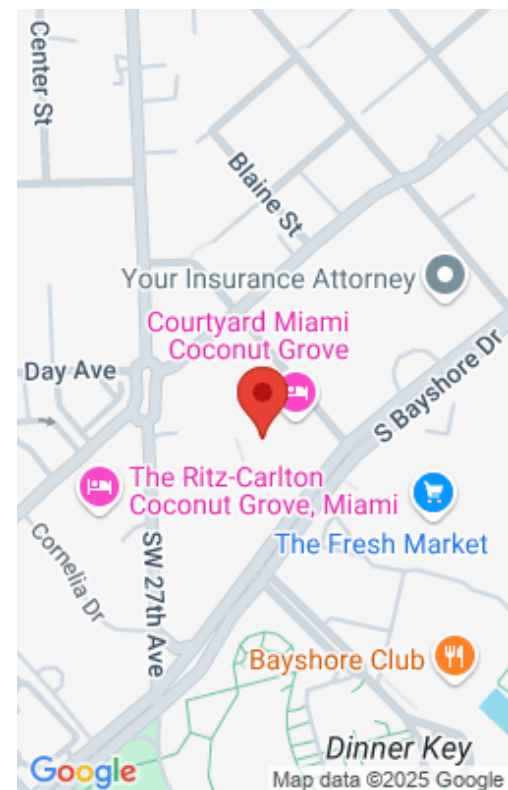 Center St
Blaine St
Your Insurance Attorney
Courtyard Miami
Coconut Grove
Day Ave
S Bayshore Dr
The Ritz-Carlton
Coconut Grove, Miami
The Fresh Market
Cornelia Dr
SW 27th Ave
Bayshore Club
Dinner Key
Google
Map data ©2025 Google